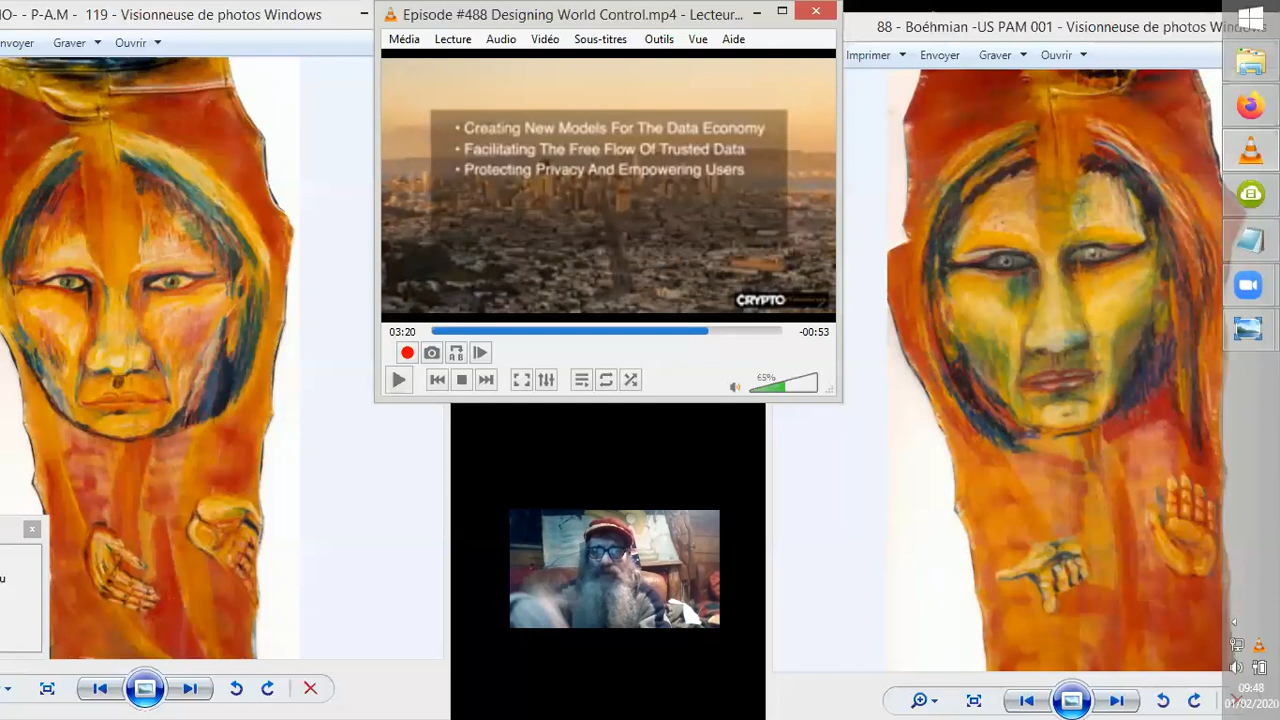 IO- - P-A.M. - 119 - Visionneuse de photos Windows
nvoyer Graver Ouvrir
Episode #488 Designing World Control.mp4 - Lecteur...
Média Lecture Audio Vidéo Sous-titres Outils Vue Aide
• Creating New Models For The Data Economy
• Facilitating The Free Flow Of Trusted Data
• Protecting Privacy And Empowering Users
CRYPTO
03:20 -00:53
65%
88 - Boéhmian -US PAM 001 - Visionneuse de photos Windows
Imprimer Envoyer Graver Ouvrir
u
09:48
01/02/2020